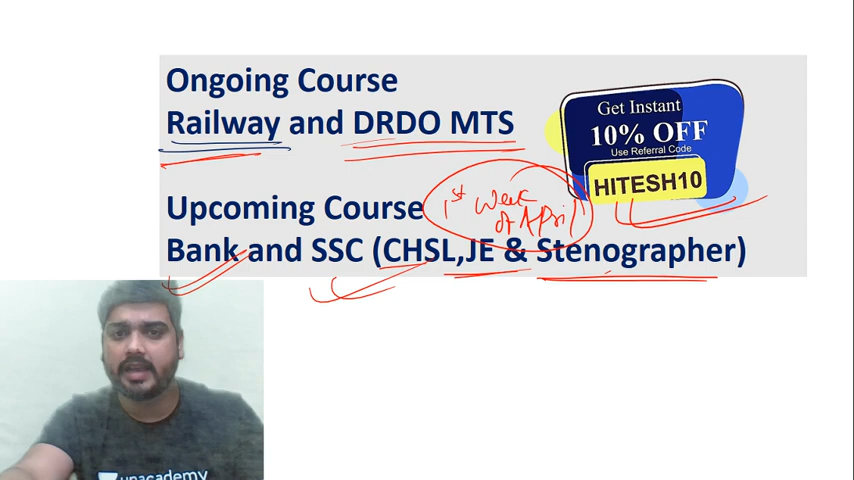 Ongoing Course
Railway and DRDO MTS
Get Instant
10% OFF
Use Referral Code
HITESH10
Upcoming Course
1st Week
of April
Bank and SSC (CHSL,JE & Stenographer)
unacademy